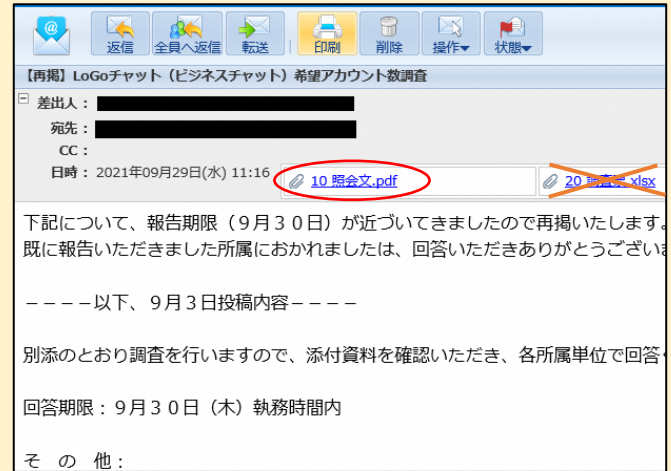 返信 全員へ返信 転送 印刷 削除 操作▼ 状態▼
【再掲】LoGoチャット（ビジネスチャット）希望アカウント数調査
差出人：
宛先：
CC：
日時： 2021年09月29日(水) 11:16 10 照会文.pdf 20 調査票.xlsx
下記について、報告期限（９月３０日）が近づいてきましたので再掲いたします。
既に報告いただきました所属におかれましたは、回答いただきありがとうござい
－－－－以下、９月３日投稿内容－－－－
別添のとおり調査を行いますので、添付資料を確認いただき、各所属単位で回答
回答期限：９月３０日（木）執務時間内
そ　の　他：